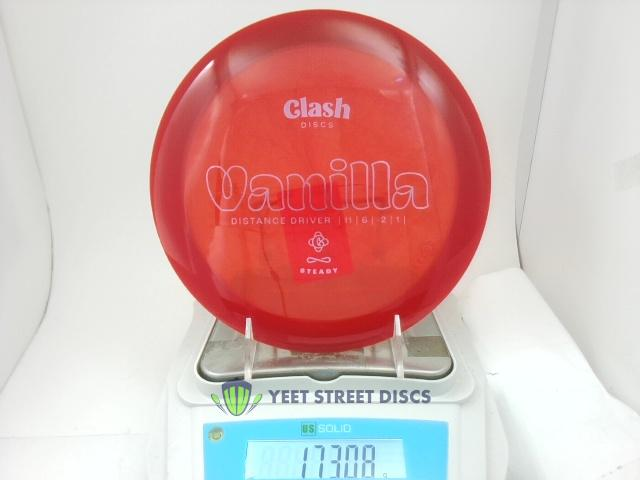 Clash
DISCS
Vanilla
DISTANCE DRIVER | 11 | 6 | -2 | 1 |
STEADY
YEET STREET DISCS
US SOLID
173.08 g